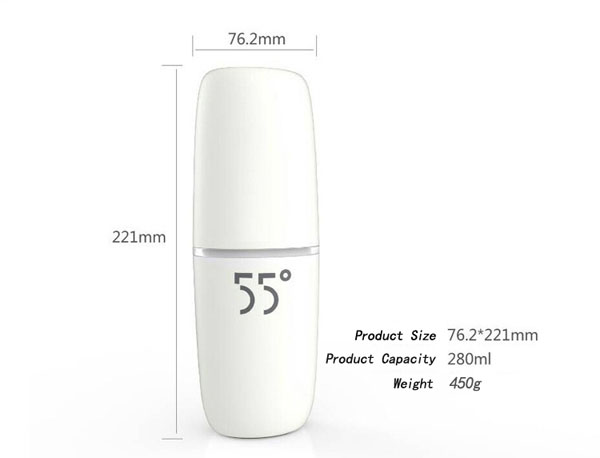 76.2mm
221mm
55°
Product Size 76.2*221mm
Product Capacity 280ml
Weight 450g